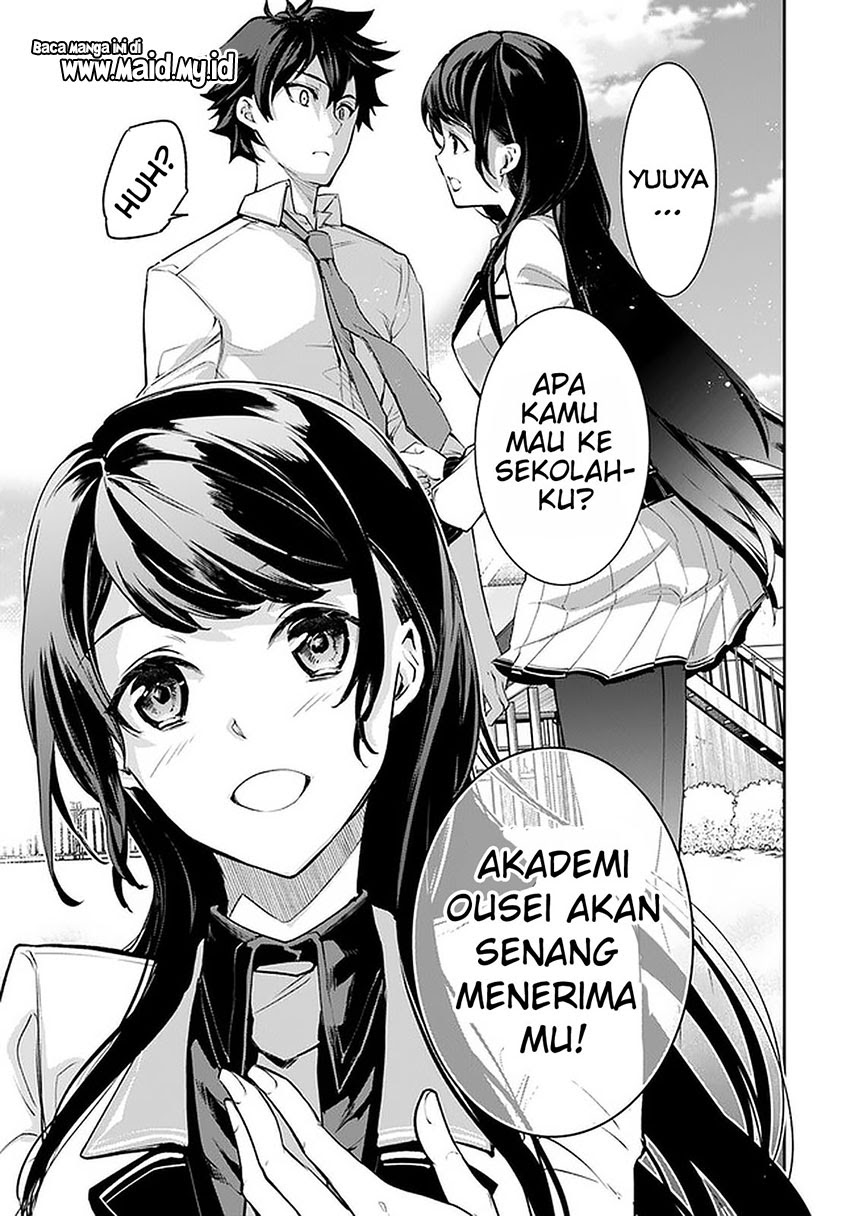 Baca Manga ini di
www.Maid.My.id
YUUYA
...
HUH?
APA
KAMU
MAU KE
SEKOLAH-
KU?
AKADEMI
OUSEI AKAN
SENANG
MENERIMA
MU!